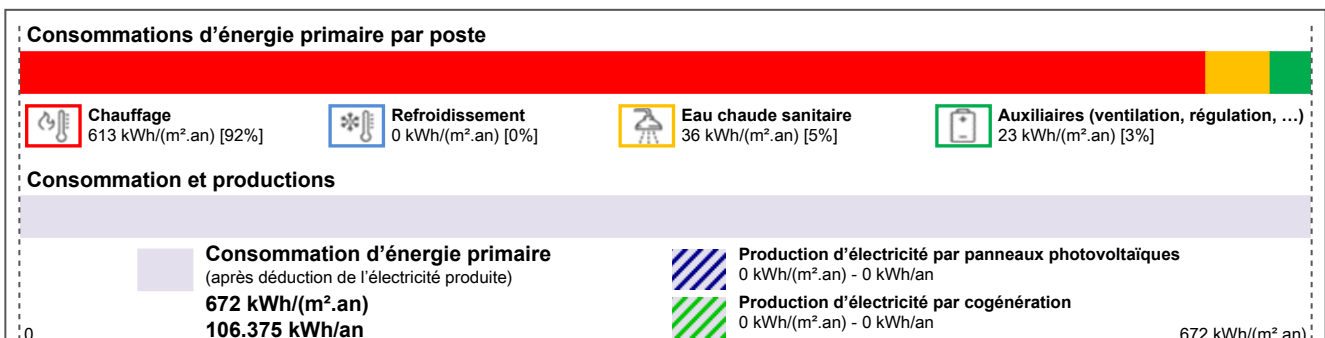 Consommations d'énergie primaire par poste
Chauffage
613 kWh/(m².an) [92%]
Refroidissement
0 kWh/(m².an) [0%]
Eau chaude sanitaire
36 kWh/(m².an) [5%]
Auxiliaires (ventilation, régulation, …)
23 kWh/(m².an) [3%]
Consommation et productions
Consommation d'énergie primaire
(après déduction de l'électricité produite)
672 kWh/(m².an)
106.375 kWh/an
Production d'électricité par panneaux photovoltaïques
0 kWh/(m².an) - 0 kWh/an
Production d'électricité par cogénération
0 kWh/(m².an) - 0 kWh/an
0
672 kWh/(m².an)